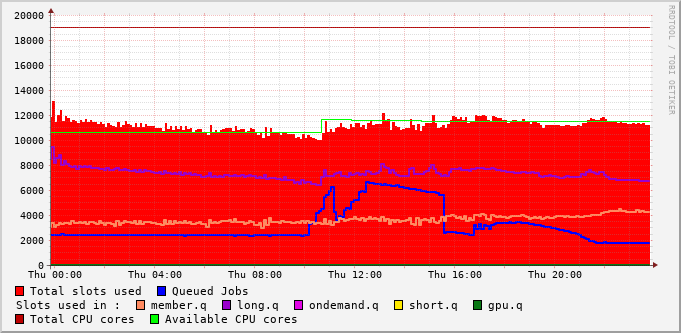 RRDTOOL / TOBI OETIKER
20000
18000
16000
14000
12000
10000
8000
6000
4000
2000
0
Thu 00:00 Thu 04:00 Thu 08:00 Thu 12:00 Thu 16:00 Thu 20:00
Total slots used Queued Jobs
Slots used in : member.q long.q ondemand.q short.q gpu.q
Total CPU cores Available CPU cores